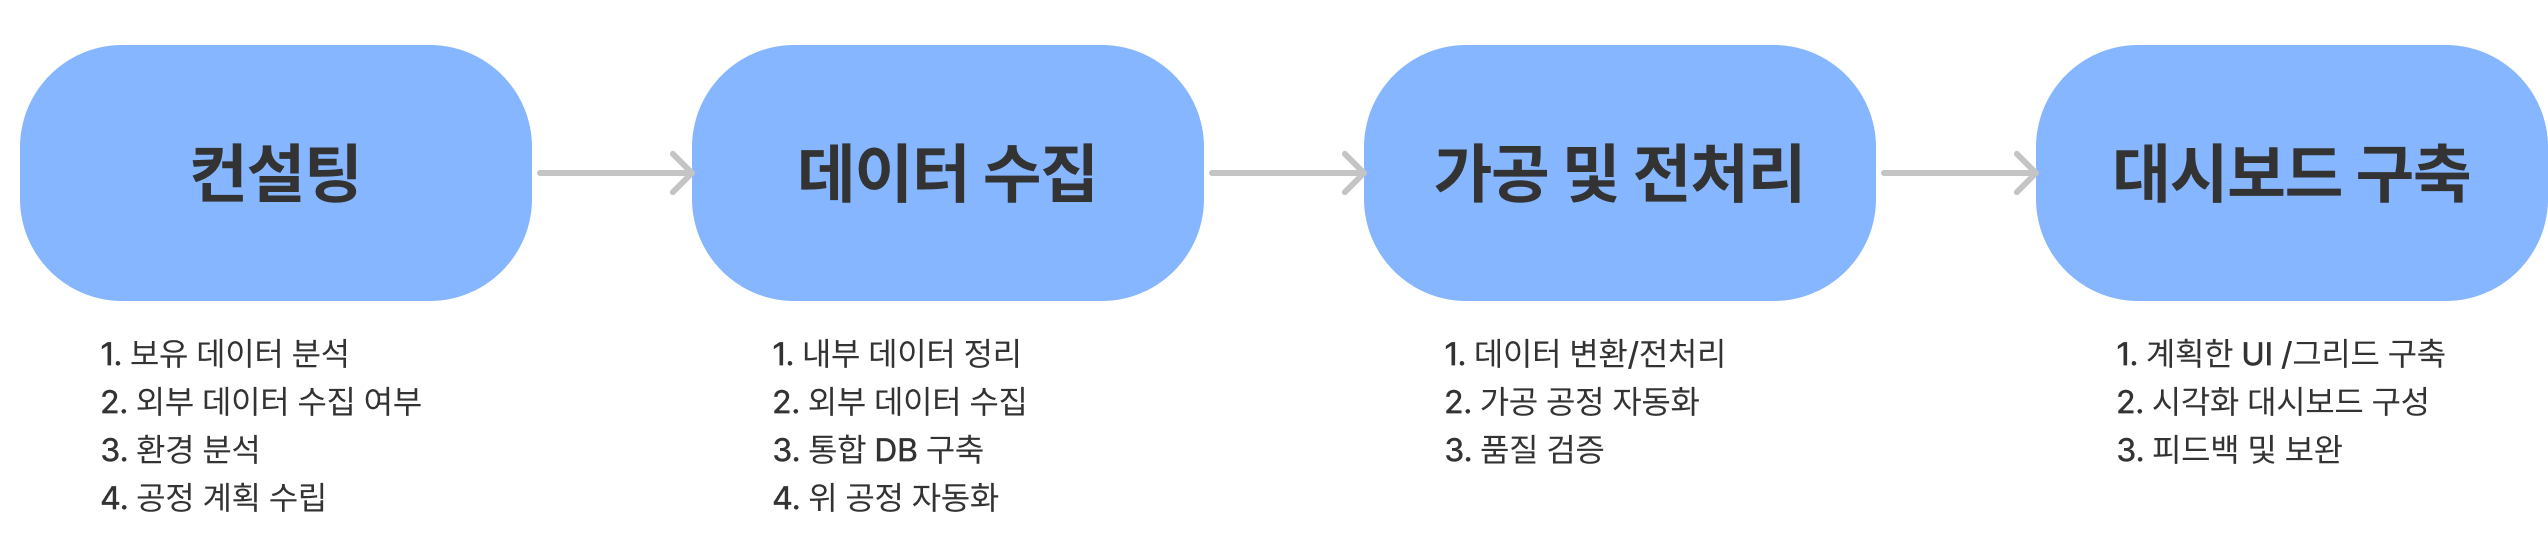 컨설팅
1. 보유 데이터 분석
2. 외부 데이터 수집 여부
3. 환경 분석
4. 공정 계획 수립
데이터 수집
1. 내부 데이터 정리
2. 외부 데이터 수집
3. 통합 DB 구축
4. 위 공정 자동화
가공 및 전처리
1. 데이터 변환/전처리
2. 가공 공정 자동화
3. 품질 검증
대시보드 구축
1. 계획한 UI /그리드 구축
2. 시각화 대시보드 구성
3. 피드백 및 보완